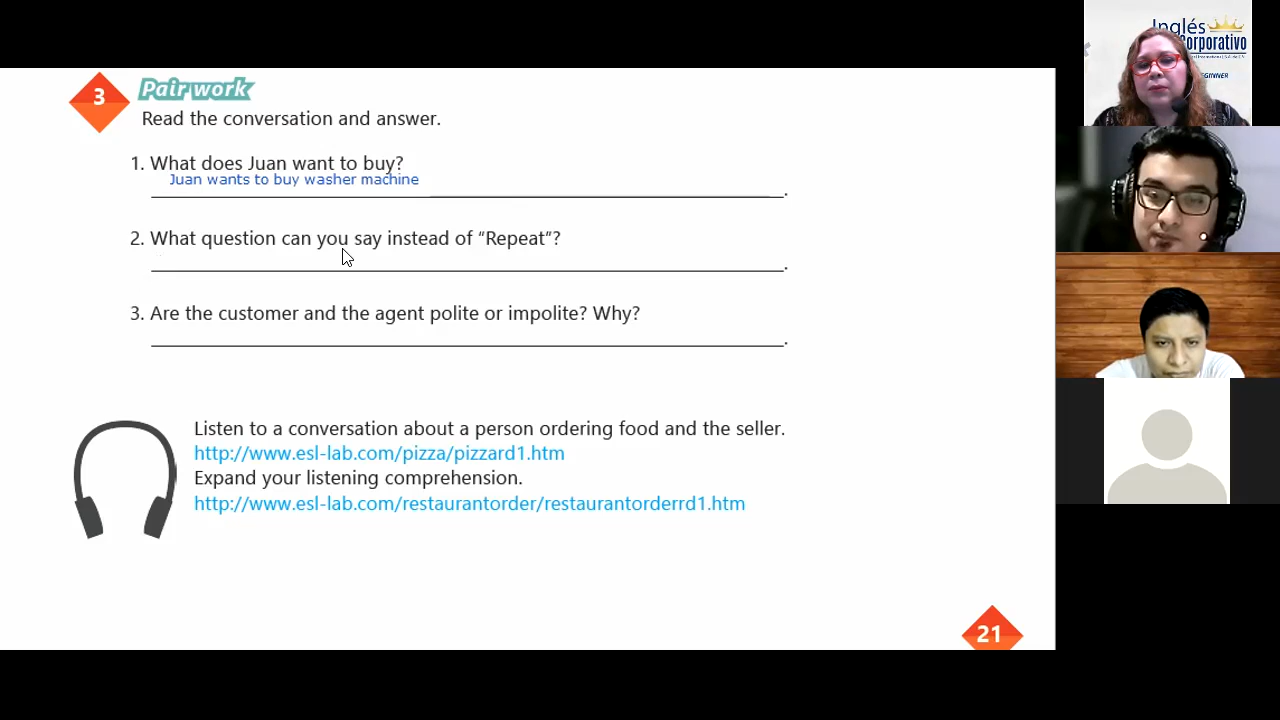 3
Pair work
Read the conversation and answer.
1. What does Juan want to buy?
Juan wants to buy washer machine
.
2. What question can you say instead of “Repeat”?
.
3. Are the customer and the agent polite or impolite? Why?
.
Listen to a conversation about a person ordering food and the seller.
http://www.esl-lab.com/pizza/pizzard1.htm
Expand your listening comprehension.
http://www.esl-lab.com/restaurantorder/restaurantorderrd1.htm
21
Inglés
Corporativo